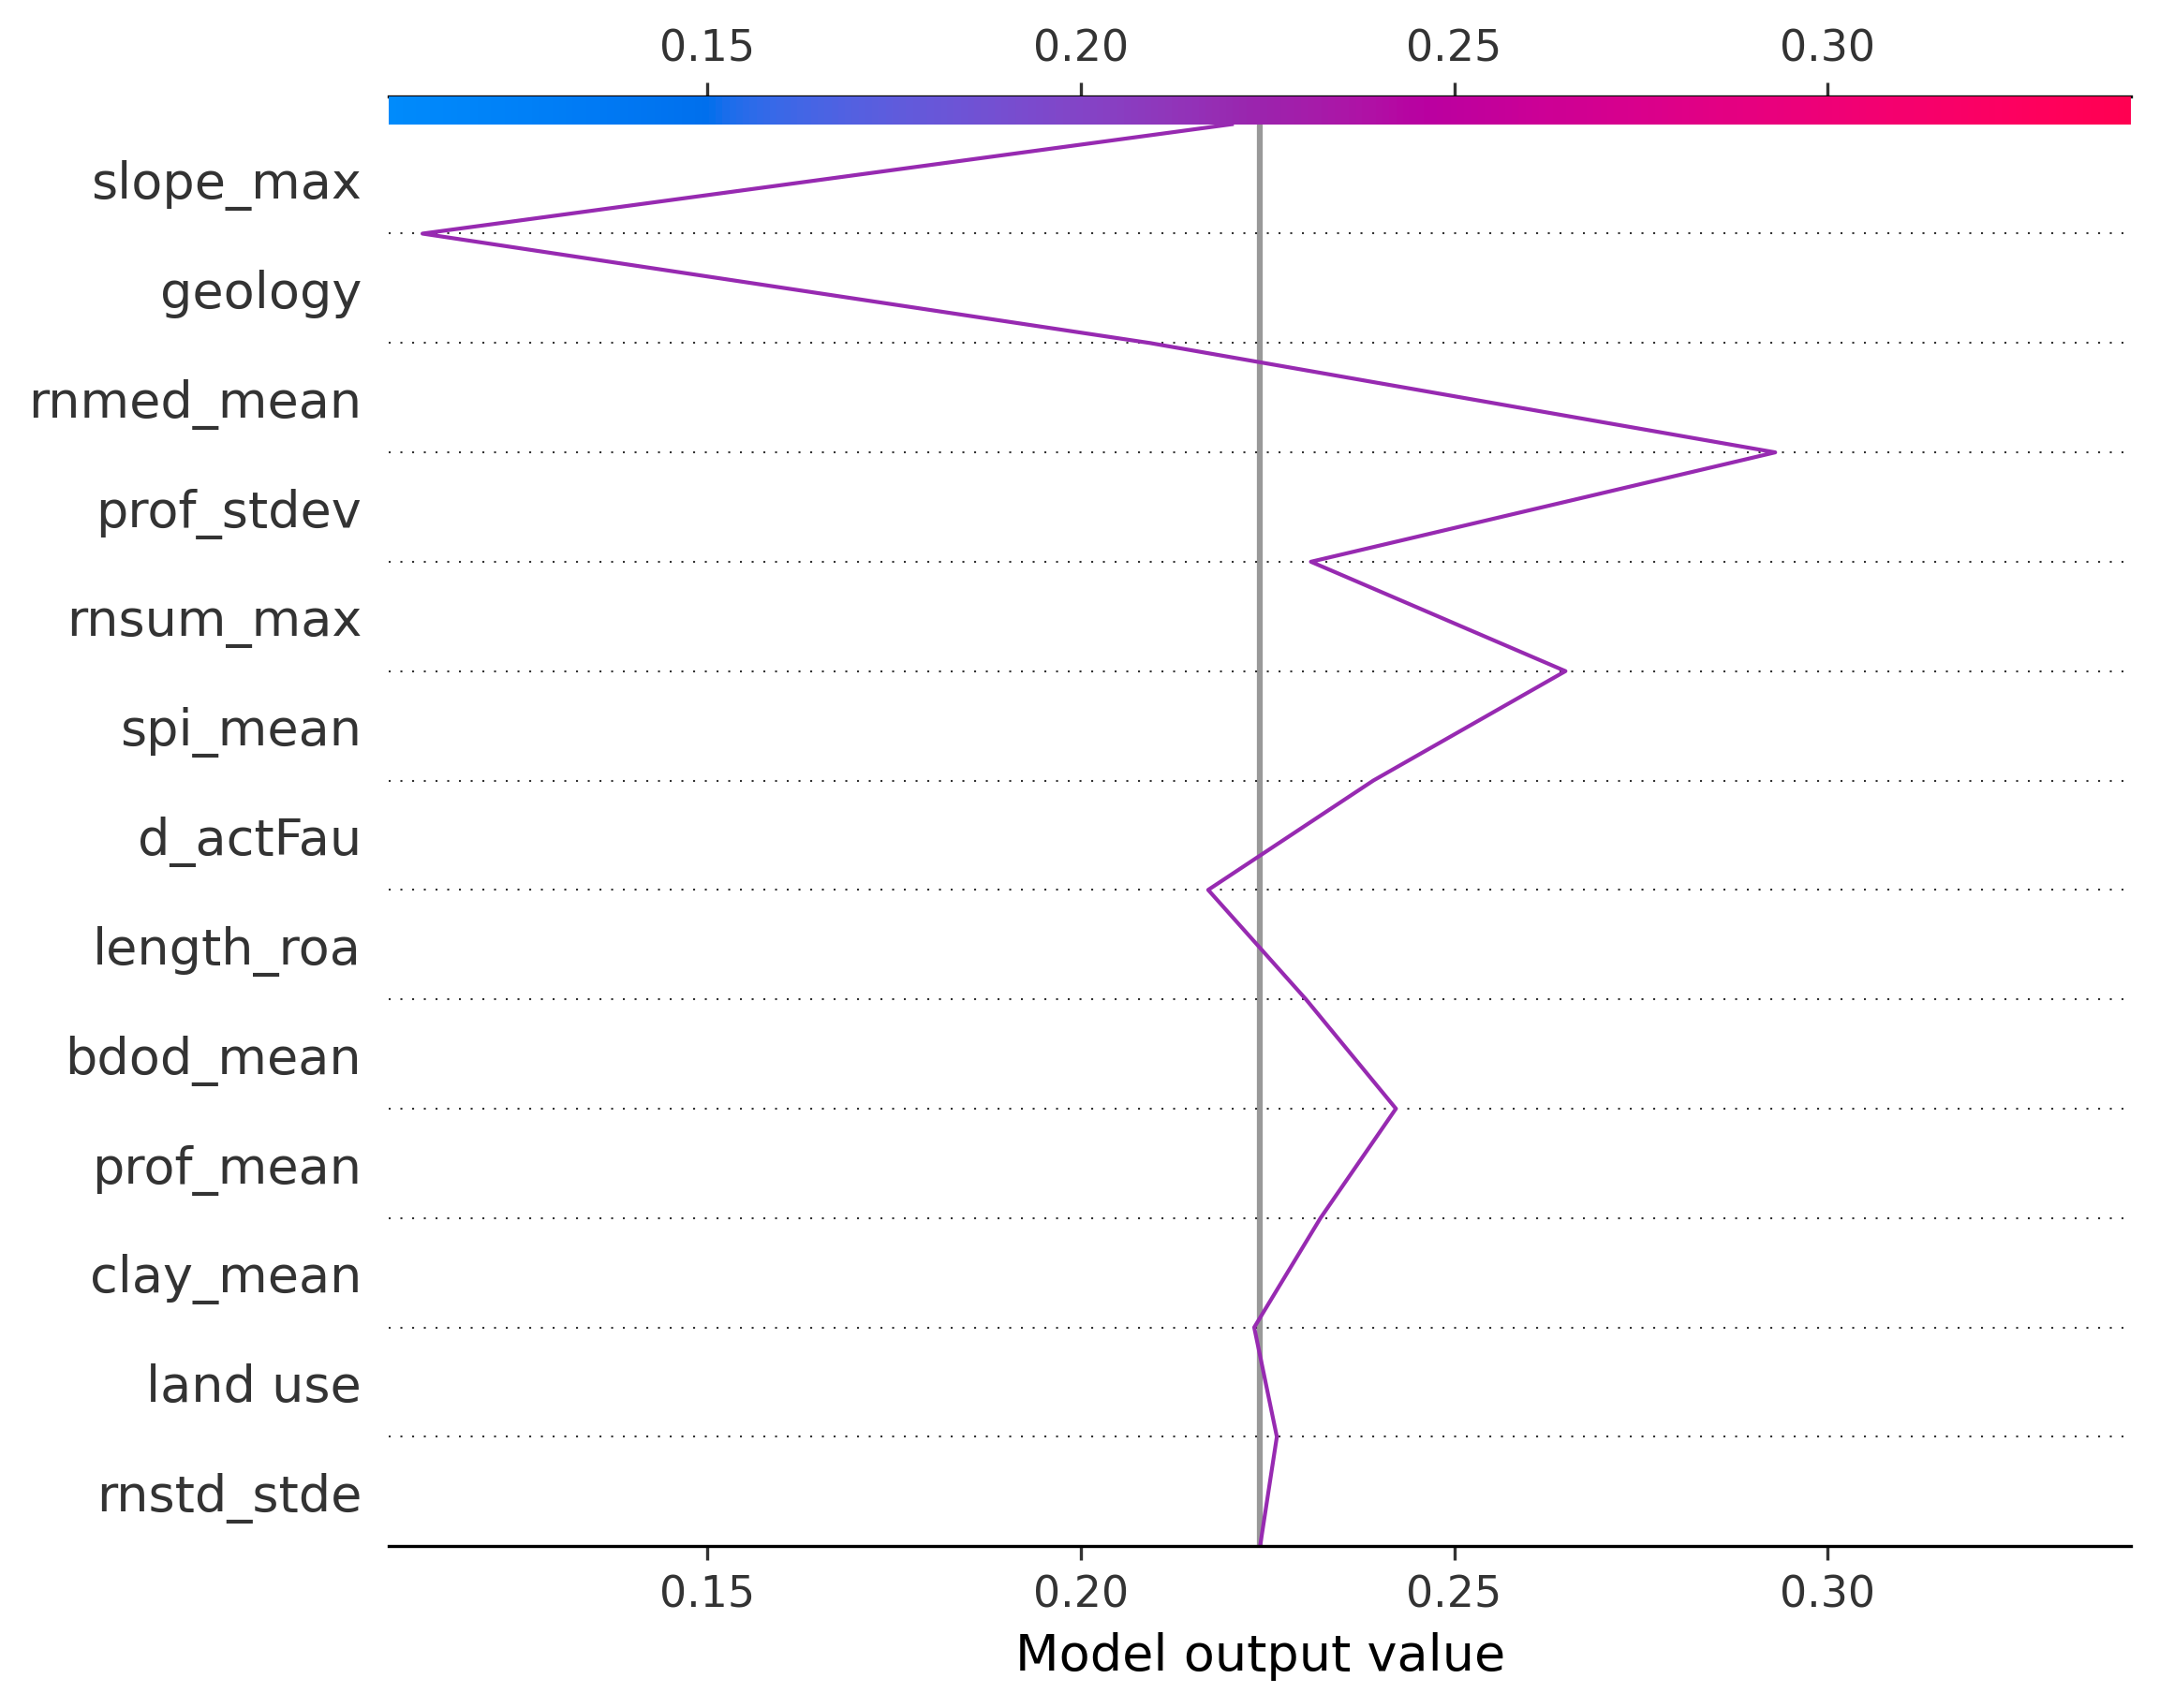 0.15 0.20 0.25 0.30
slope_max
geology
rnmed_mean
prof_stdev
rnsum_max
spi_mean
d_actFau
length_roa
bdod_mean
prof_mean
clay_mean
land use
rnstd_stde
0.15 0.20 0.25 0.30
Model output value